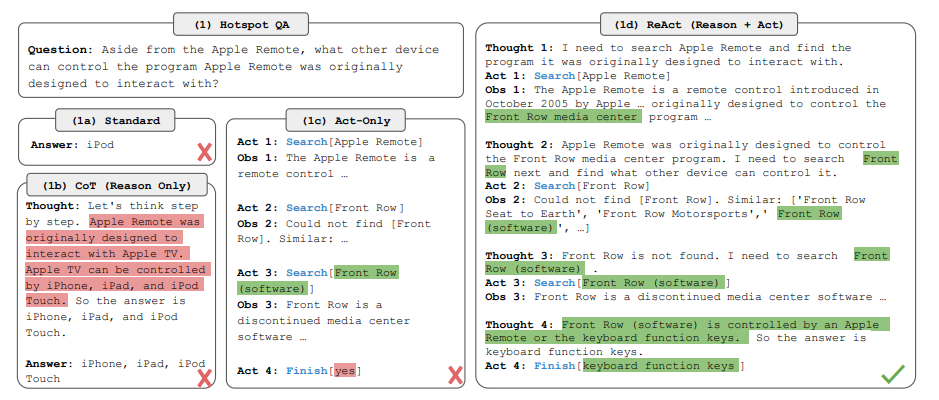 (1) Hotspot QA
Question: Aside from the Apple Remote, what other device
can control the program Apple Remote was originally
designed to interact with?
(1a) Standard
Answer: iPod
(1b) CoT (Reason Only)
Thought: Let's think step
by step. Apple Remote was
originally designed to
interact with Apple TV.
Apple TV can be controlled
by iPhone, iPad, and iPod
Touch. So the answer is
iPhone, iPad, and iPod
Touch.
Answer: iPhone, iPad, iPod
Touch
(1c) Act-Only
Act 1: Search[Apple Remote]
Obs 1: The Apple Remote is a
remote control …
Act 2: Search[Front Row]
Obs 2: Could not find [Front
Row]. Similar: …
Act 3: Search[Front Row
(software)]
Obs 3: Front Row is a
discontinued media center
software …
Act 4: Finish[yes]
(1d) ReAct (Reason + Act)
Thought 1: I need to search Apple Remote and find the
program it was originally designed to interact with.
Act 1: Search[Apple Remote]
Obs 1: The Apple Remote is a remote control introduced in
October 2005 by Apple … originally designed to control the
Front Row media center program …
Thought 2: Apple Remote was originally designed to control
the Front Row media center program. I need to search Front
Row next and find what other device can control it.
Act 2: Search[Front Row]
Obs 2: Could not find [Front Row]. Similar: ['Front Row
Seat to Earth', 'Front Row Motorsports',' Front Row
(software)', …]
Thought 3: Front Row is not found. I need to search Front
Row (software) .
Act 3: Search[Front Row (software)]
Obs 3: Front Row is a discontinued media center software …
Thought 4: Front Row (software) is controlled by an Apple
Remote or the keyboard function keys. So the answer is
keyboard function keys.
Act 4: Finish[keyboard function keys]